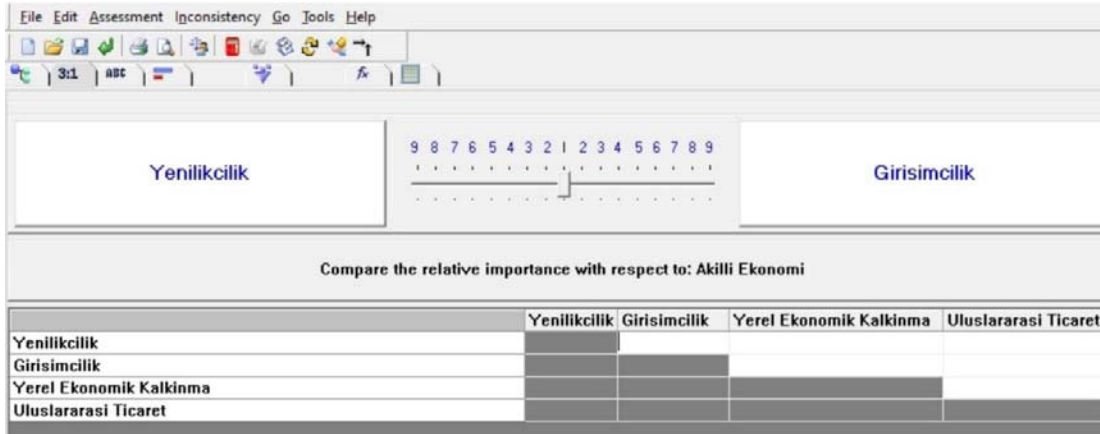 File Edit Assessment Inconsistency Go Tools Help
3:1 ABC fx
9 8 7 6 5 4 3 2 1 2 3 4 5 6 7 8 9
Yenilikcilik Girisimcilik
Compare the relative importance with respect to: Akilli Ekonomi
Yenilikcilik Girisimcilik Yerel Ekonomik Kalkinma Uluslararasi Ticaret
Yenilikcilik
Girisimcilik
Yerel Ekonomik Kalkinma
Uluslararasi Ticaret